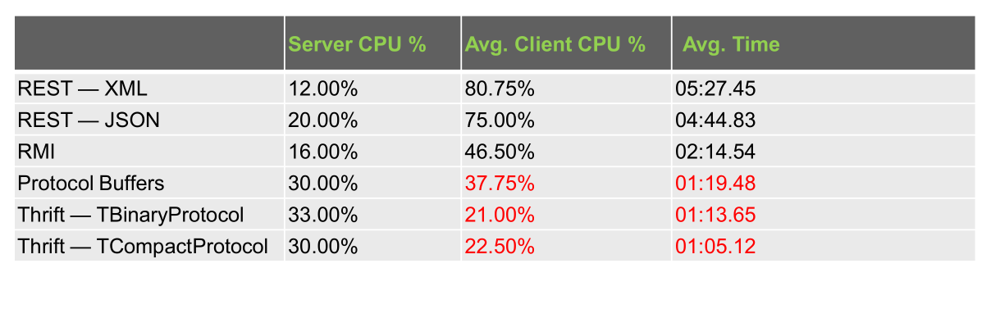 Server CPU % Avg. Client CPU % Avg. Time
REST — XML 12.00% 80.75% 05:27.45
REST — JSON 20.00% 75.00% 04:44.83
RMI 16.00% 46.50% 02:14.54
Protocol Buffers 30.00% 37.75% 01:19.48
Thrift — TBinaryProtocol 33.00% 21.00% 01:13.65
Thrift — TCompactProtocol 30.00% 22.50% 01:05.12